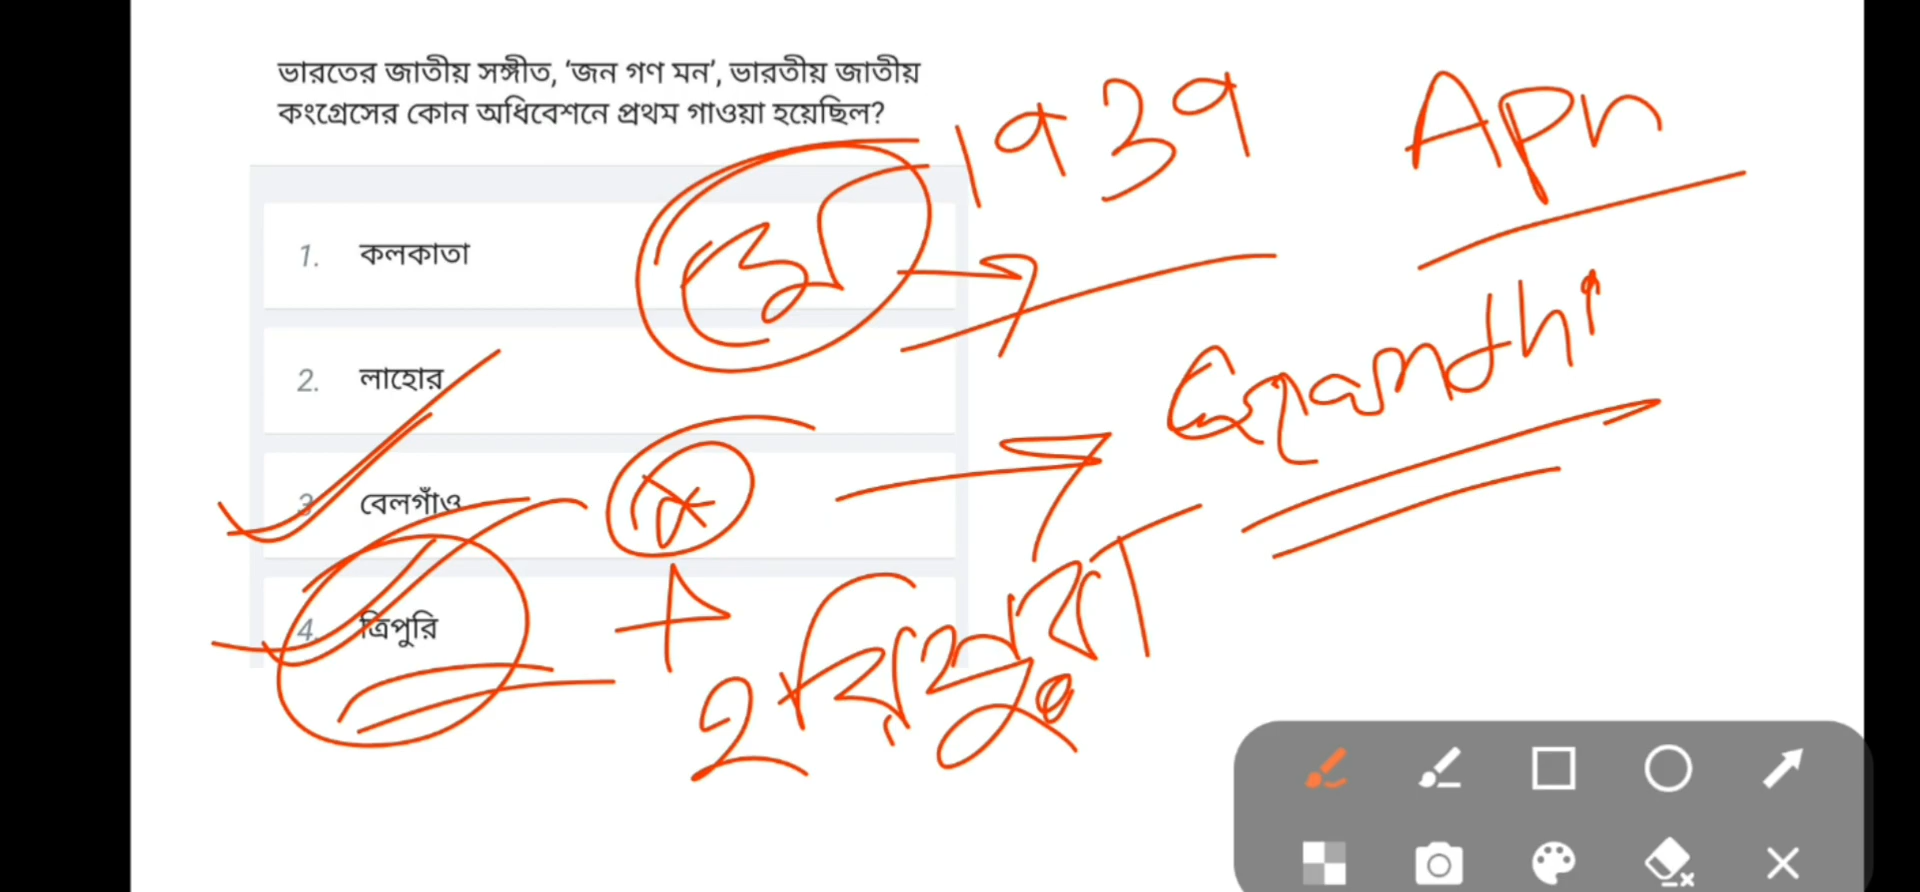 ভারতের জাতীয় সঙ্গীত, ‘জন গণ মন’, ভারতীয় জাতীয়
কংগ্রেসের কোন অধিবেশনে প্রথম গাওয়া হয়েছিল?
1939 Apr
1. কলকাতা
2. লাহোর
Gandhi
3 বেলগাঁও
4. ত্রিপুরি